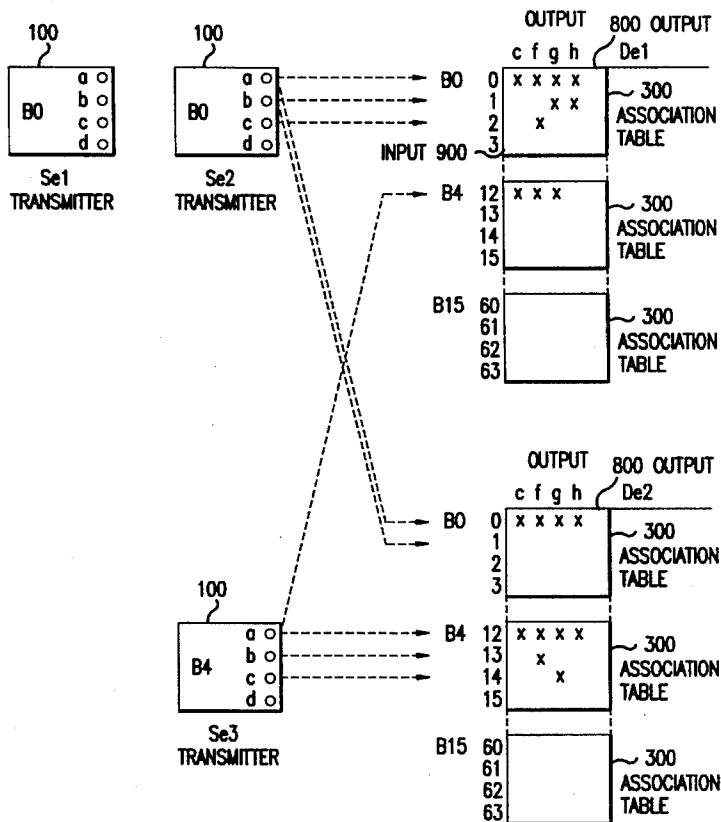 OUTPUT
100
100
800 OUTPUT
c f g h
De1
a
b
c
d
B0
Se1
TRANSMITTER
a
b
c
d
B0
Se2
TRANSMITTER
B0
0 x x x x
1 x x
2 x
3
INPUT 900
300
ASSOCIATION
TABLE
B4
12 x x x
13
14
15
300
ASSOCIATION
TABLE
B15
60
61
62
63
300
ASSOCIATION
TABLE
OUTPUT
800 OUTPUT
c f g h
De2
B0
0 x x x x
1
2
3
300
ASSOCIATION
TABLE
100
a
b
c
d
B4
Se3
TRANSMITTER
B4
12 x x x x
13 x
14 x
15
300
ASSOCIATION
TABLE
B15
60
61
62
63
300
ASSOCIATION
TABLE